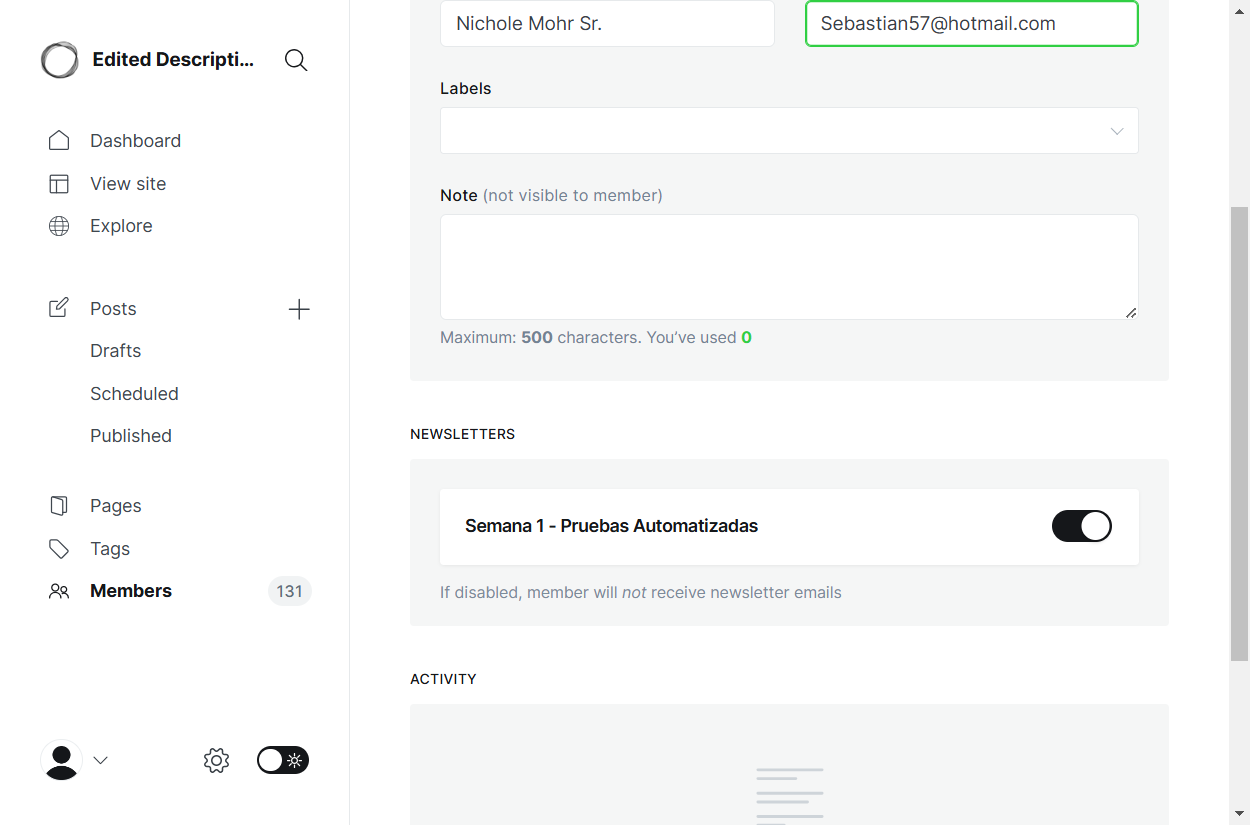 Edited Descripti...
Dashboard
View site
Explore
Posts
Drafts
Scheduled
Published
Pages
Tags
Members 131
Nichole Mohr Sr. Sebastian57@hotmail.com
Labels
Note (not visible to member)
Maximum: 500 characters. You’ve used 0
NEWSLETTERS
Semana 1 - Pruebas Automatizadas
If disabled, member will not receive newsletter emails
ACTIVITY